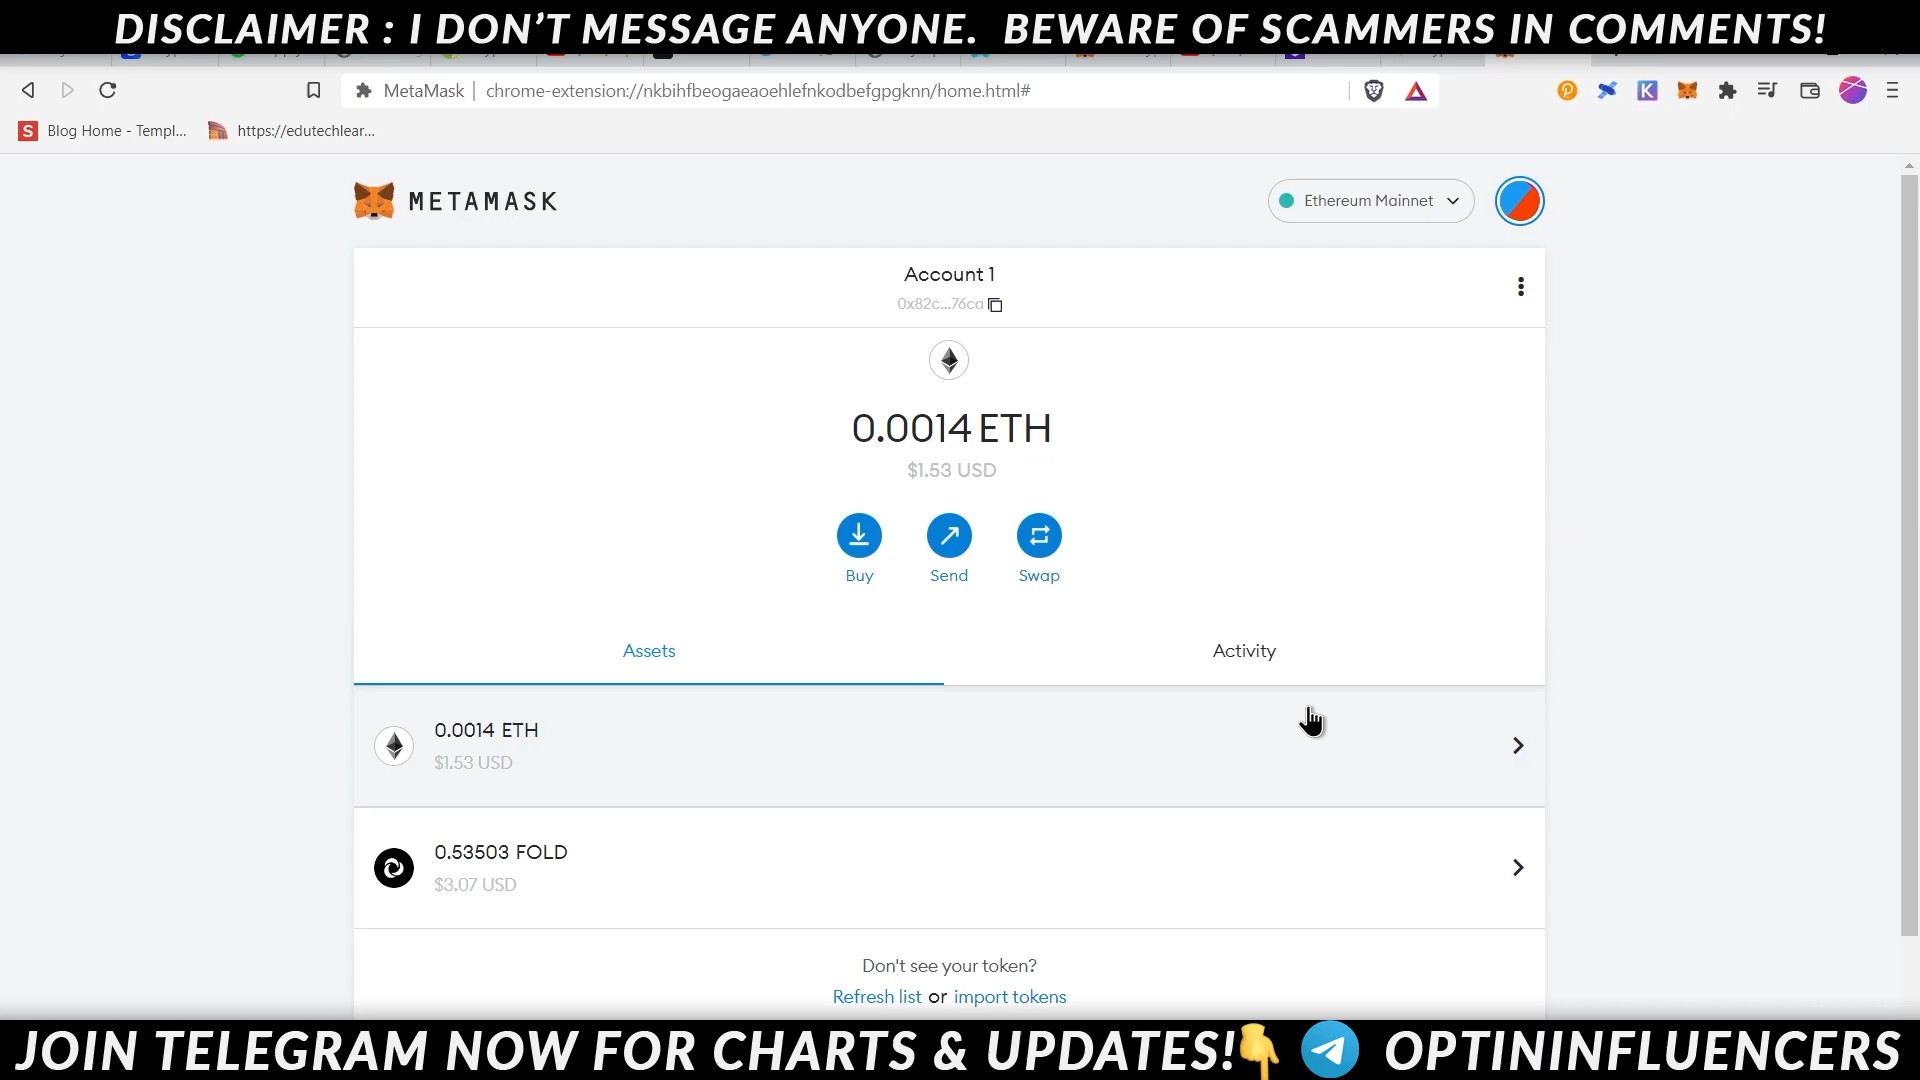 DISCLAIMER : I DON’T MESSAGE ANYONE. BEWARE OF SCAMMERS IN COMMENTS!
MetaMask chrome-extension://nkbihfbeogaeaoehlefnkodbefgpgknn/home.html#
Blog Home - Templ... https://edutechlear...
METAMASK
Ethereum Mainnet
Account 1
0x82c...76ca
0.0014 ETH
$1.53 USD
Buy Send Swap
Assets Activity
0.0014 ETH
$1.53 USD
0.53503 FOLD
$3.07 USD
Don't see your token?
Refresh list or import tokens
JOIN TELEGRAM NOW FOR CHARTS & UPDATES!👇 OPTININFLUENCERS